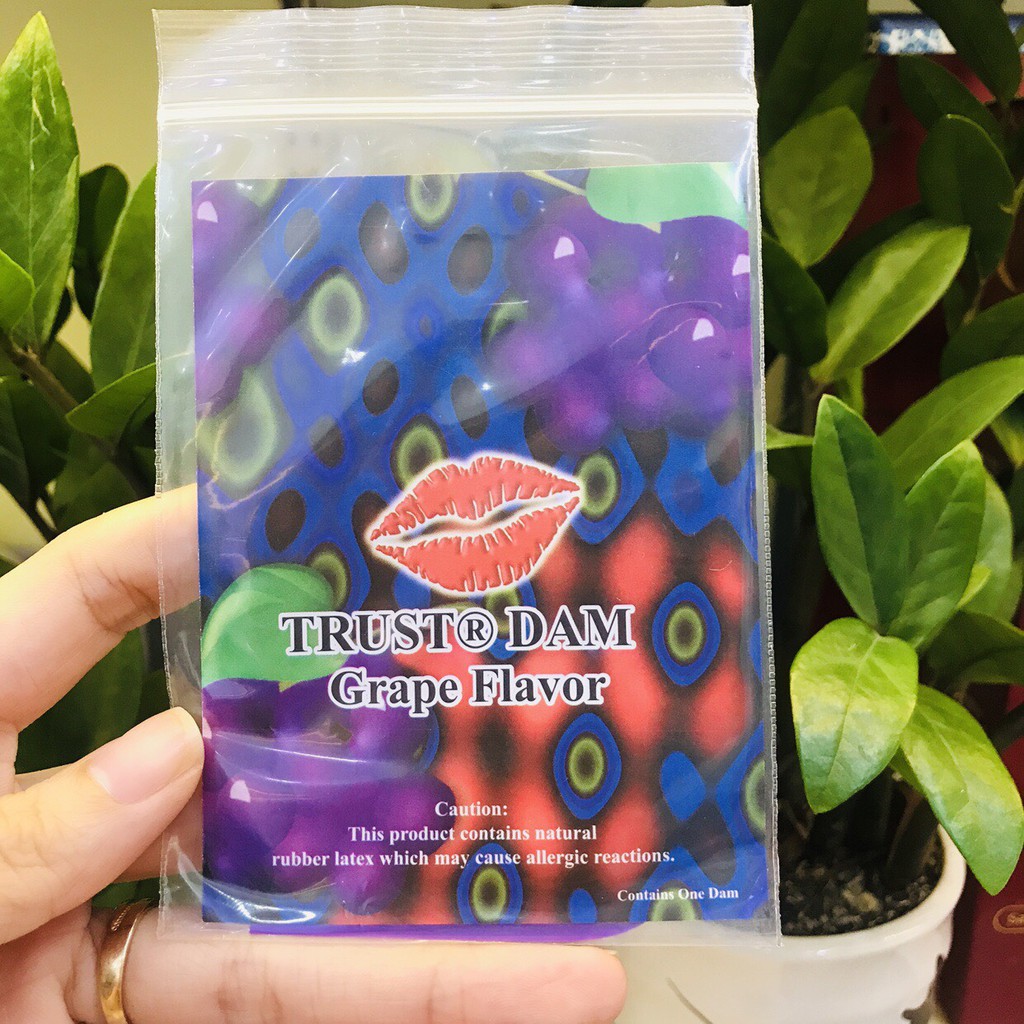 TRUST® DAM
Grape Flavor
Caution:
This product contains natural
rubber latex which may cause allergic reactions.
Contains One Dam